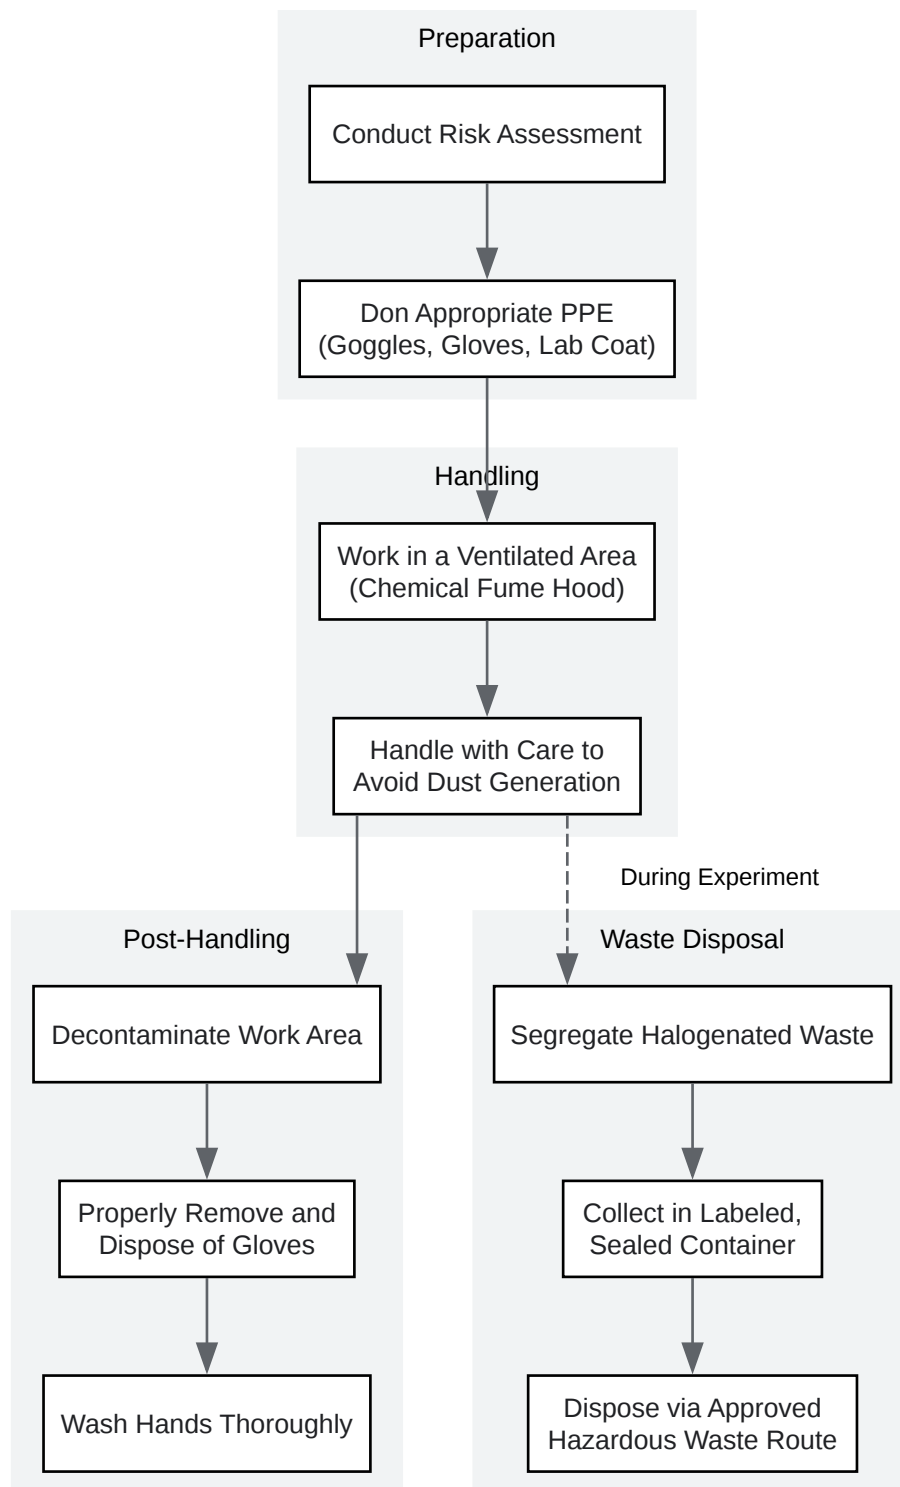 Preparation
Conduct Risk Assessment
Don Appropriate PPE
(Goggles, Gloves, Lab Coat)
Handling
Work in a Ventilated Area
(Chemical Fume Hood)
Handle with Care to
Avoid Dust Generation
During Experiment
Post-Handling
Decontaminate Work Area
Properly Remove and
Dispose of Gloves
Wash Hands Thoroughly
Waste Disposal
Segregate Halogenated Waste
Collect in Labeled,
Sealed Container
Dispose via Approved
Hazardous Waste Route